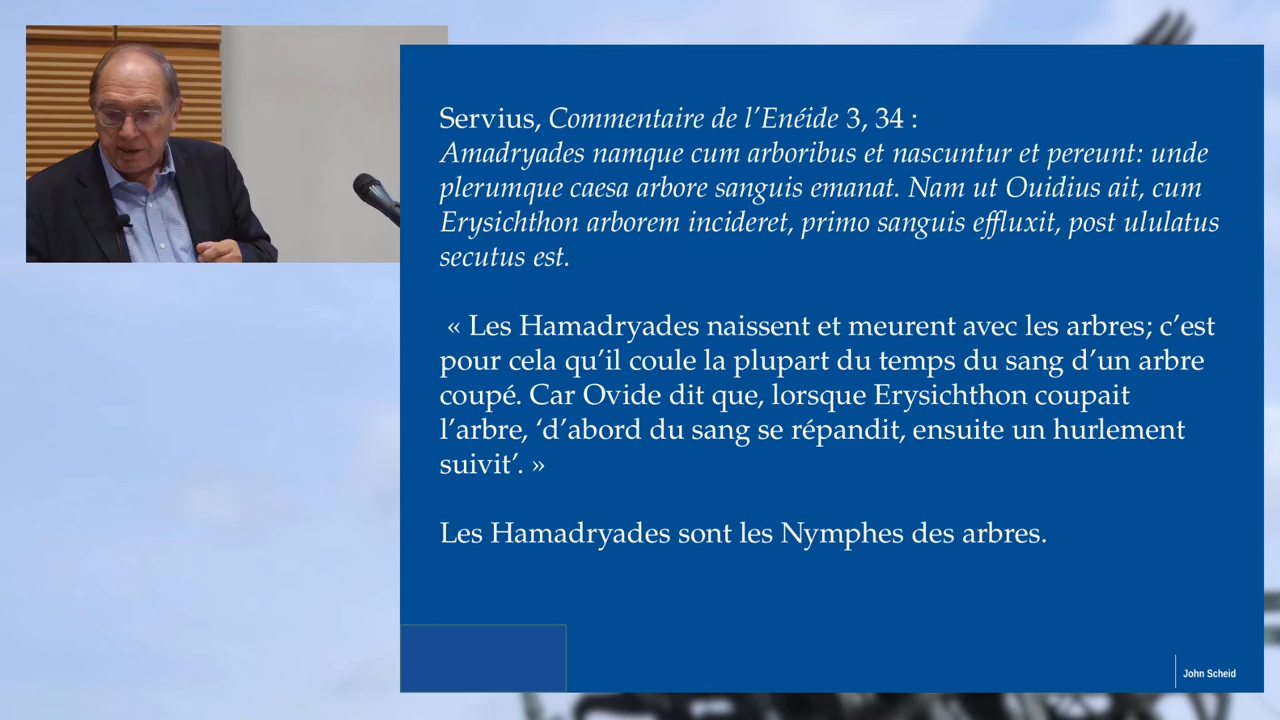 Servius, Commentaire de l’Enéide 3, 34 :
Amadryades namque cum arboribus et nascuntur et pereunt: unde
plerumque caesa arbore sanguis emanat. Nam ut Ouidius ait, cum
Erysichthon arborem incideret, primo sanguis effluxit, post ululatus
secutus est.
« Les Hamadryades naissent et meurent avec les arbres; c’est
pour cela qu’il coule la plupart du temps du sang d’un arbre
coupé. Car Ovide dit que, lorsque Erysichthon coupait
l’arbre, ‘d’abord du sang se répandit, ensuite un hurlement
suivit’. »
Les Hamadryades sont les Nymphes des arbres.
John Scheid